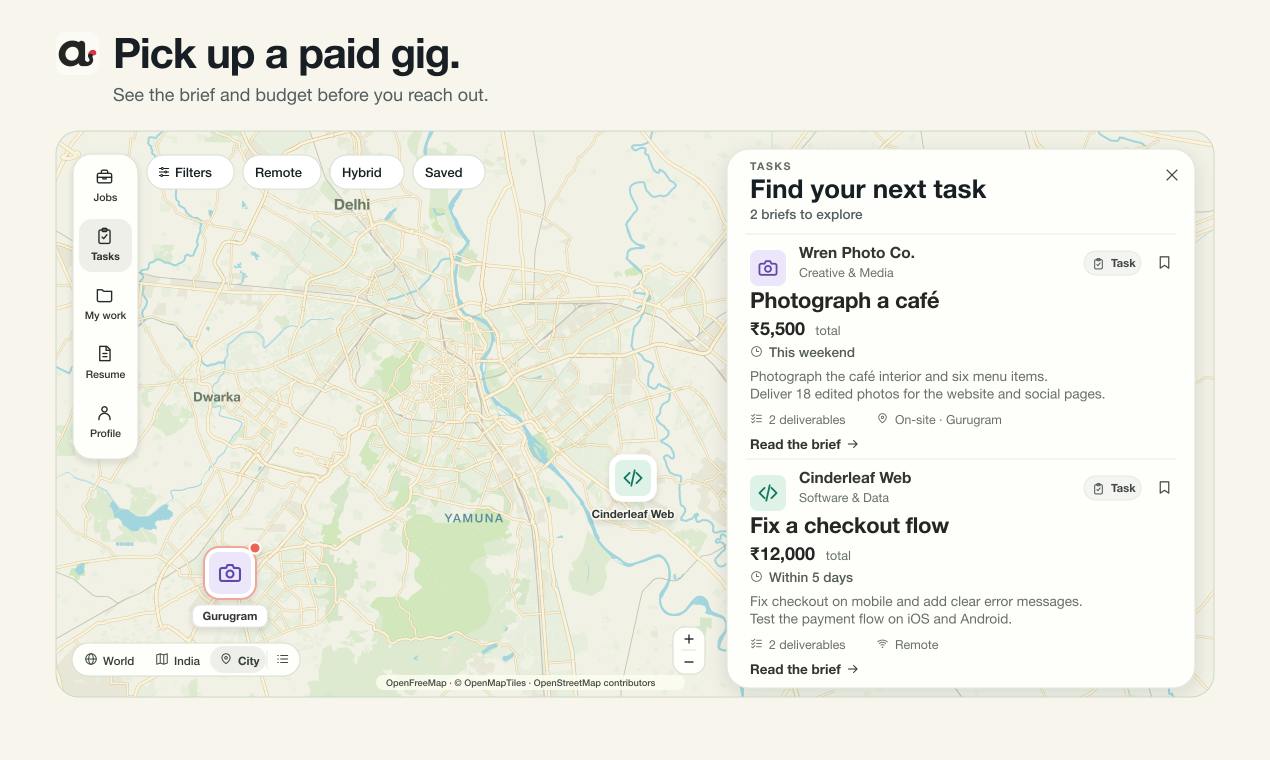 a
Pick up a paid gig.
See the brief and budget before you reach out.
Jobs
Tasks
My work
Resume
Profile
Filters
Remote
Hybrid
Saved
Delhi
Dwarka
YAMUNA
Cinderleaf Web
Gurugram
World
India
City
+
−
OpenFreeMap · © OpenMapTiles · OpenStreetMap contributors
TASKS
Find your next task
2 briefs to explore
Wren Photo Co.
Creative & Media
Task
Photograph a café
₹5,500 total
This weekend
Photograph the café interior and six menu items.
Deliver 18 edited photos for the website and social pages.
2 deliverables On-site · Gurugram
Read the brief →
Cinderleaf Web
Software & Data
Task
Fix a checkout flow
₹12,000 total
Within 5 days
Fix checkout on mobile and add clear error messages.
Test the payment flow on iOS and Android.
2 deliverables Remote
Read the brief →